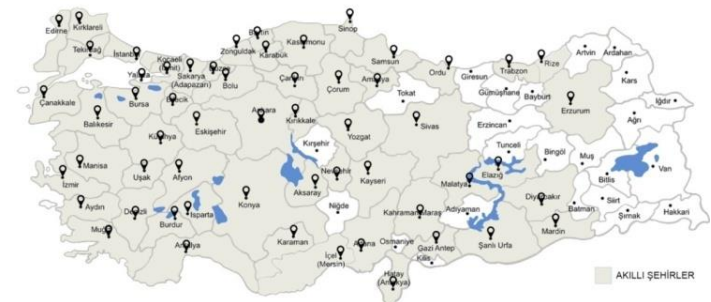 Edirne
Kırklareli
Tekirdağ
İstanbul
Yalova
Kocaeli
(İzmit)
Sakarya
(Adapazarı)
Düzce
Bolu
Zonguldak
Bartın
Karabük
Kastamonu
Sinop
Çankırı
Samsun
Amasya
Çorum
Tokat
Ordu
Giresun
Trabzon
Rize
Artvin
Ardahan
Kars
Gümüşhane
Bayburt
Erzurum
Iğdır
Ağrı
Erzincan
Sivas
Çanakkale
Balıkesir
Bursa
Bilecik
Eskişehir
Kütahya
Ankara
Kırıkkale
Kırşehir
Yozgat
Manisa
İzmir
Uşak
Afyon
Aydın
Denizli
Muğla
Burdur
Isparta
Antalya
Konya
Aksaray
Nevşehir
Niğde
Kayseri
Karaman
İçel
(Mersin)
Adana
Osmaniye
Hatay
(Antakya)
Kilis
Gazi Antep
Kahramanmaraş
Malatya
Adıyaman
Şanlı Urfa
Elazığ
Tunceli
Bingöl
Muş
Bitlis
Van
Diyarbakır
Batman
Siirt
Mardin
Şırnak
Hakkari
AKILLI ŞEHİRLER